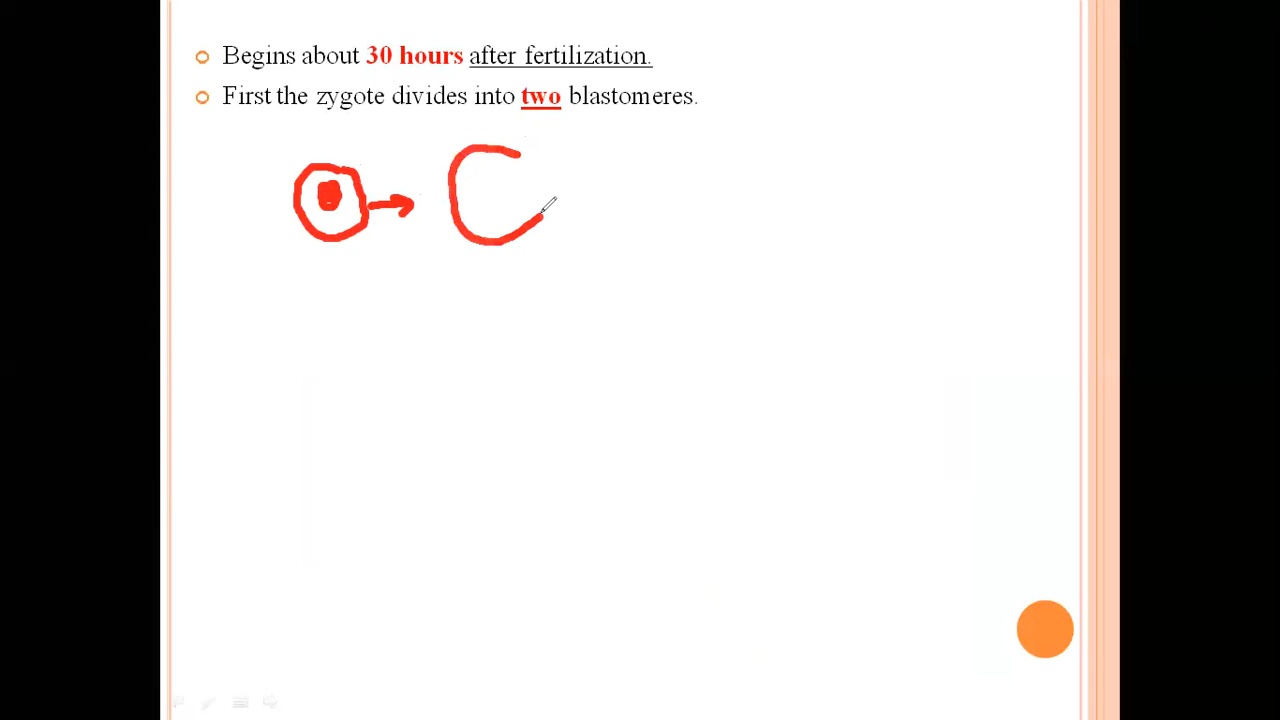 Begins about 30 hours after fertilization.
First the zygote divides into two blastomeres.